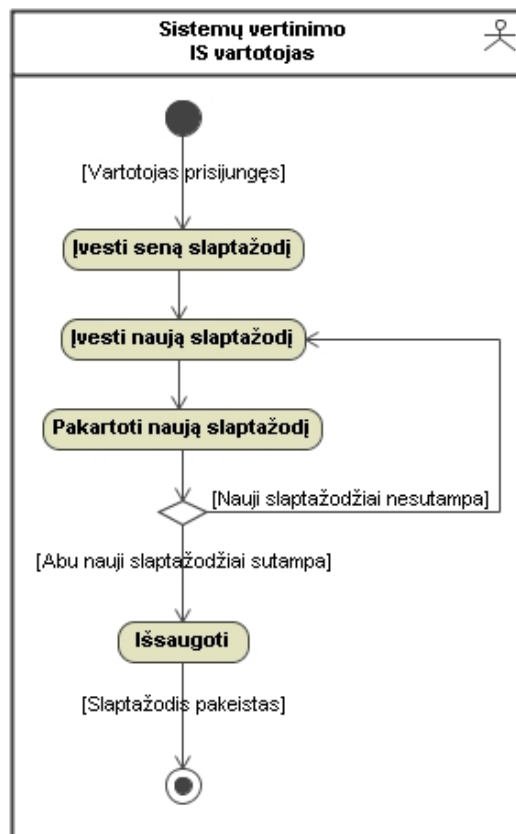 Sistemų vertinimo
IS vartotojas
[Vartotojas prisijungęs]
Įvesti seną slaptažodį
Įvesti naują slaptažodį
Pakartoti naują slaptažodį
[Nauji slaptažodžiai nesutampa]
[Abu nauji slaptažodžiai sutampa]
Išsaugoti
[Slaptažodis pakeistas]